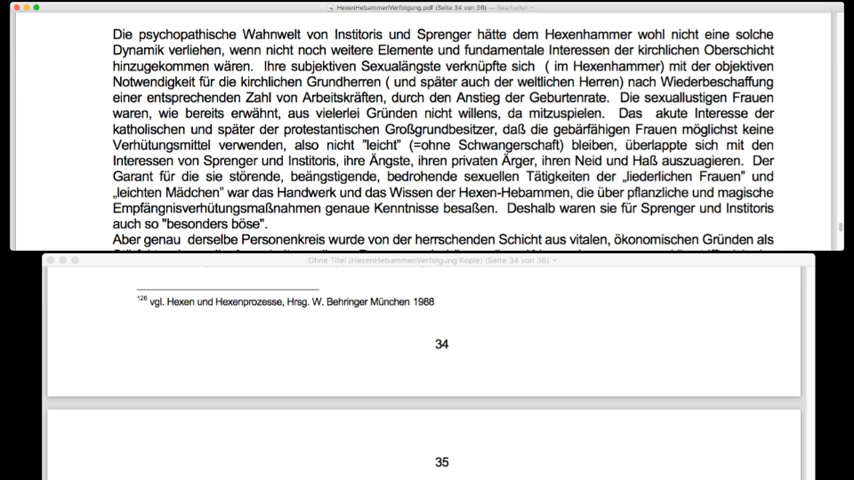 HexenHebammenVerfolgung.pdf (Seite 34 von 36) — Bearbeitet
Die psychopathische Wahnwelt von Institoris und Sprenger hätte dem Hexenhammer wohl nicht eine solche
Dynamik verliehen, wenn nicht noch weitere Elemente und fundamentale Interessen der kirchlichen Oberschicht
hinzugekommen wären. Ihre subjektiven Sexualängste verknüpfte sich ( im Hexenhammer) mit der objektiven
Notwendigkeit für die kirchlichen Grundherren ( und später auch der weltlichen Herren) nach Wiederbeschaffung
einer entsprechenden Zahl von Arbeitskräften, durch den Anstieg der Geburtenrate. Die sexuallustigen Frauen
waren, wie bereits erwähnt, aus vielerlei Gründen nicht willens, da mitzuspielen. Das akute Interesse der
katholischen und später der protestantischen Großgrundbesitzer, daß die gebärfähigen Frauen möglichst keine
Verhütungsmittel verwenden, also nicht "leicht" (=ohne Schwangerschaft) bleiben, überlappte sich mit den
Interessen von Sprenger und Institoris, ihre Ängste, ihren privaten Ärger, ihren Neid und Haß auszuagieren. Der
Garant für die sie störende, beängstigende, bedrohende sexuellen Tätigkeiten der „liederlichen Frauen" und
„leichten Mädchen" war das Handwerk und das Wissen der Hexen-Hebammen, die über pflanzliche und magische
Empfängnisverhütungsmaßnahmen genaue Kenntnisse besaßen. Deshalb waren sie für Sprenger und Institoris
auch so "besonders böse".
Aber genau derselbe Personenkreis wurde von der herrschenden Schicht aus vitalen, ökonomischen Gründen als
Ohne Titel (HexenHebammenVerfolgung Kopie) (Seite 34 von 36)
126 vgl. Hexen und Hexenprozesse, Hrsg. W. Behringer München 1988
34
35